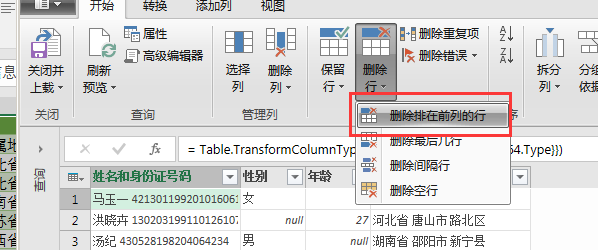 开始 转换 添加列 视图
关闭并上载
关闭
刷新预览
属性
高级编辑器
查询
选择列
删除列
管理列
保留行
删除行
删除重复项
删除错误
拆分列
分组
序
删除排在前列的行
删除最后几行
删除间隔行
删除空行
信息
= Table.TransformColumnTyp 64.Type}})
查询
姓名和身份证号码 性别 年龄
1 马玉一 421301199201016061 女
2 洪晓卉 130203199110126107 null 27 河北省 唐山市 路北区
3 汤纪 430528198204064234 男 null 湖南省 邵阳市 新宁县